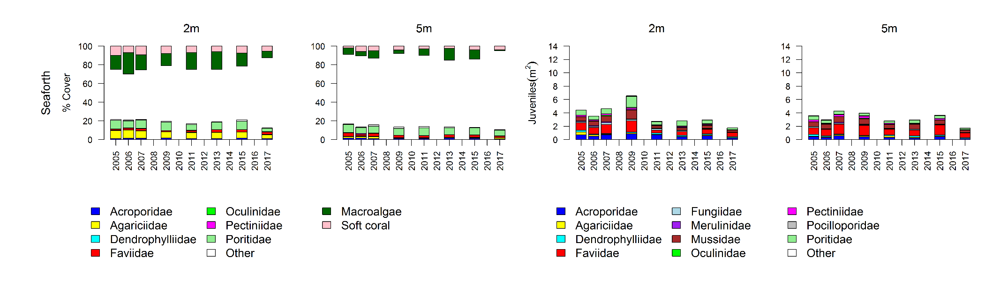 2m 5m 2m 5m
Seaforth
% Cover
100
80
60
40
20
0
2005 2006 2007 2008 2009 2010 2011 2012 2013 2014 2015 2016 2017
100
80
60
40
20
0
2005 2006 2007 2008 2009 2010 2011 2012 2013 2014 2015 2016 2017
Juveniles(m²)
14
12
10
8
6
4
2
0
2005 2006 2007 2008 2009 2010 2011 2012 2013 2014 2015 2016 2017
14
12
10
8
6
4
2
0
2005 2006 2007 2008 2009 2010 2011 2012 2013 2014 2015 2016 2017
Acroporidae Oculinidae Macroalgae
Agariciidae Pectiniidae Soft coral
Dendrophylliidae Poritidae
Faviidae Other
Acroporidae Fungiidae Pectiniidae
Agariciidae Merulinidae Pocilloporidae
Dendrophylliidae Mussidae Poritidae
Faviidae Oculinidae Other